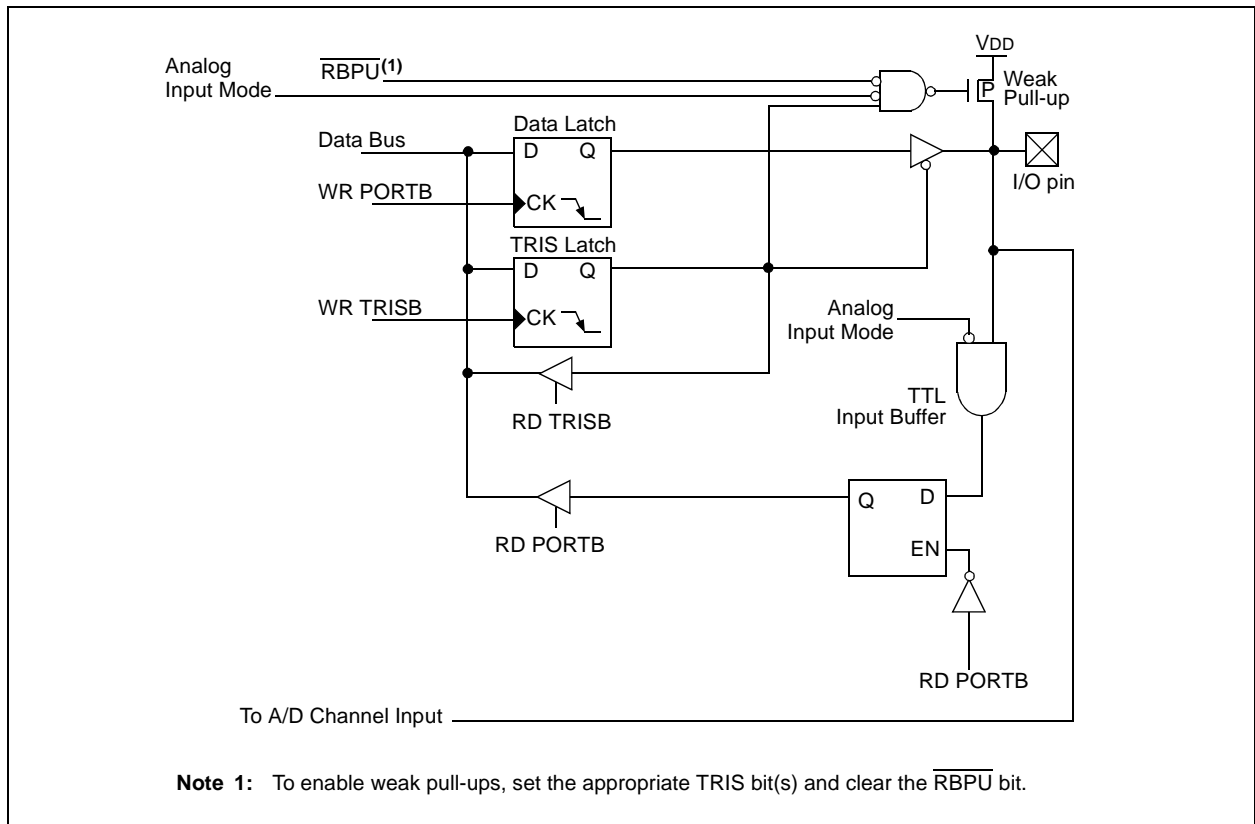 VDD
Analog
Input Mode
RBPU(1)
P
Weak
Pull-up
Data Latch
Data Bus
D Q
I/O pin
WR PORTB
CK
TRIS Latch
D Q
WR TRISB
CK
Analog
Input Mode
RD TRISB
TTL
Input Buffer
Q D
RD PORTB
EN
RD PORTB
To A/D Channel Input
Note 1: To enable weak pull-ups, set the appropriate TRIS bit(s) and clear the RBPU bit.